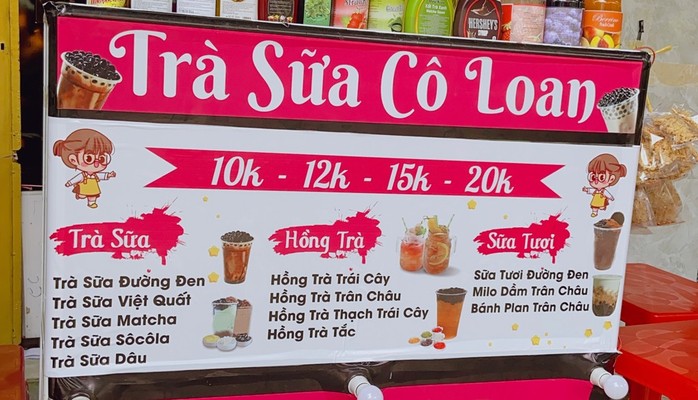 HERSHEY'S
SYRUP
Trà Sữa Cô Loan
10k - 12k - 15k - 20k
Trà Sữa
Trà Sữa Đường Đen
Trà Sữa Việt Quất
Trà Sữa Matcha
Trà Sữa Sôcôla
Trà Sữa Dâu
Hồng Trà
Hồng Trà Trái Cây
Hồng Trà Trân Châu
Hồng Trà Thạch Trái Cây
Hồng Trà Tắc
Sữa Tươi
Sữa Tươi Đường Đen
Milo Dầm Trân Châu
Bánh Plan Trân Châu